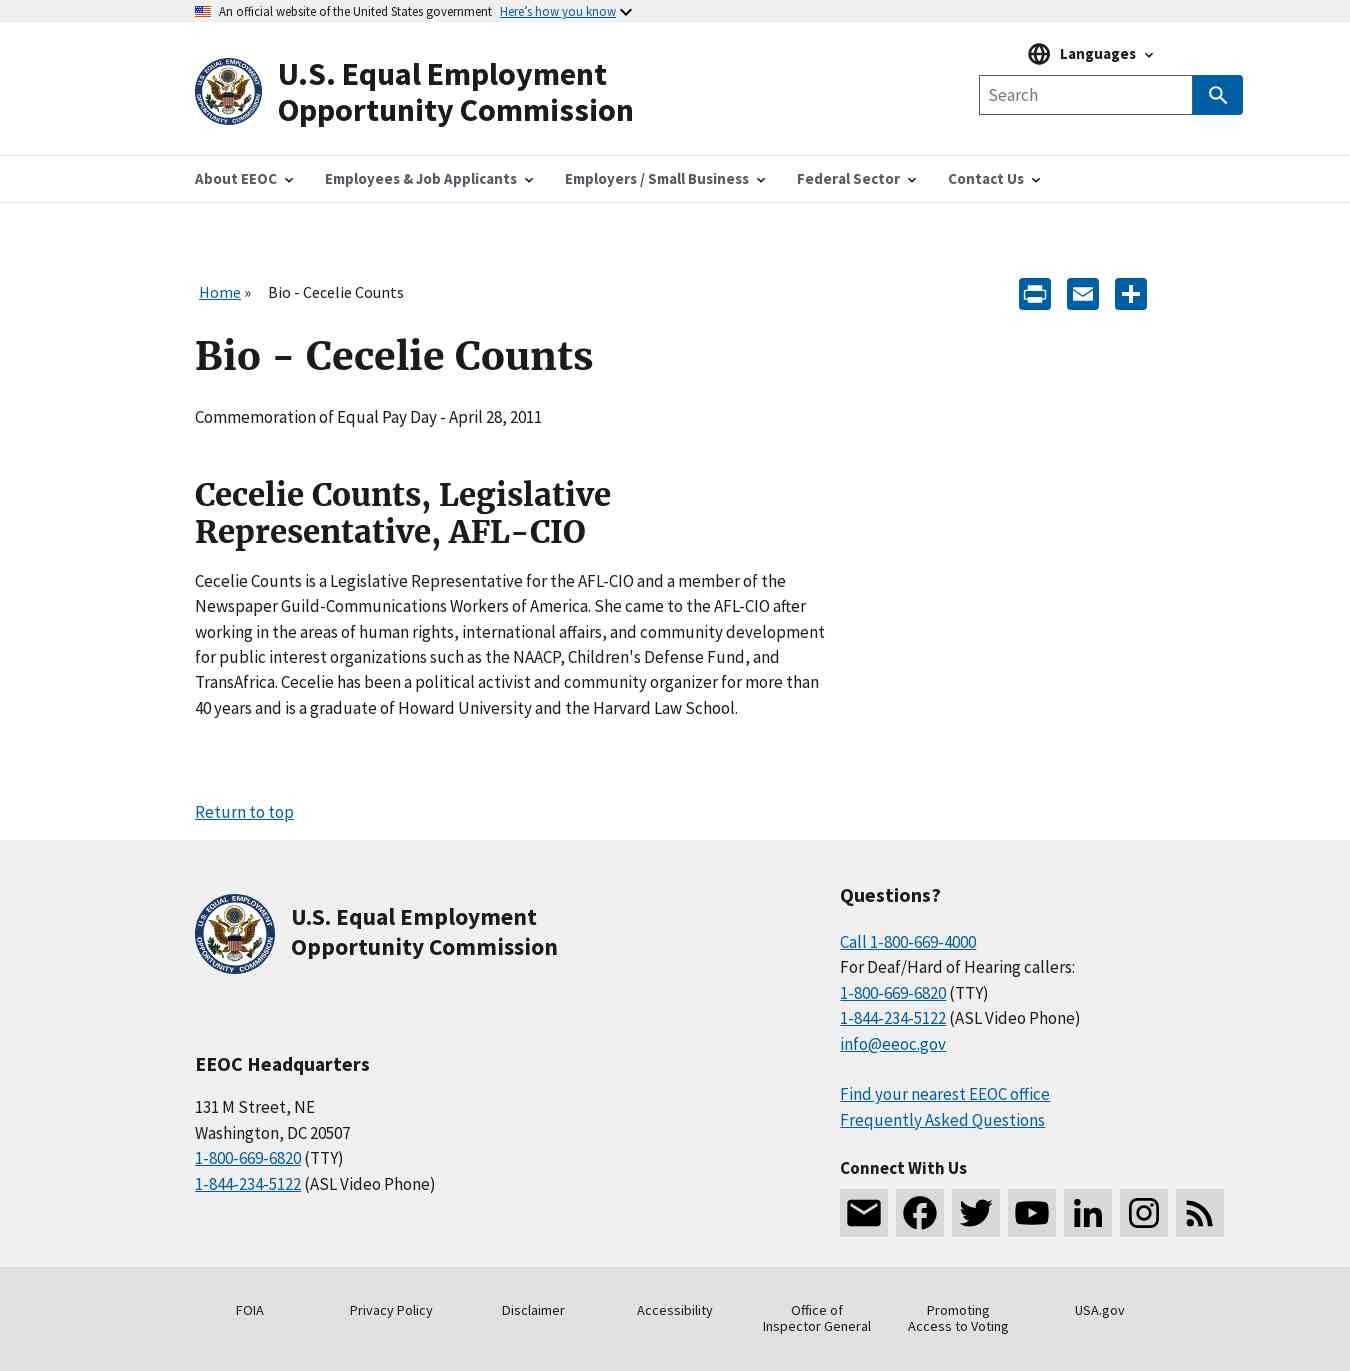 An official website of the United States government Here’s how you know
U.S. Equal Employment
Opportunity Commission
Languages
Search
About EEOC
Employees & Job Applicants
Employers / Small Business
Federal Sector
Contact Us
Home » Bio - Cecelie Counts
Bio - Cecelie Counts
Commemoration of Equal Pay Day - April 28, 2011
Cecelie Counts, Legislative
Representative, AFL-CIO
Cecelie Counts is a Legislative Representative for the AFL-CIO and a member of the
Newspaper Guild-Communications Workers of America. She came to the AFL-CIO after
working in the areas of human rights, international affairs, and community development
for public interest organizations such as the NAACP, Children's Defense Fund, and
TransAfrica. Cecelie has been a political activist and community organizer for more than
40 years and is a graduate of Howard University and the Harvard Law School.
Return to top
U.S. Equal Employment
Opportunity Commission
EEOC Headquarters
131 M Street, NE
Washington, DC 20507
1-800-669-6820 (TTY)
1-844-234-5122 (ASL Video Phone)
Questions?
Call 1-800-669-4000
For Deaf/Hard of Hearing callers:
1-800-669-6820 (TTY)
1-844-234-5122 (ASL Video Phone)
info@eeoc.gov
Find your nearest EEOC office
Frequently Asked Questions
Connect With Us
FOIA
Privacy Policy
Disclaimer
Accessibility
Office of
Inspector General
Promoting
Access to Voting
USA.gov